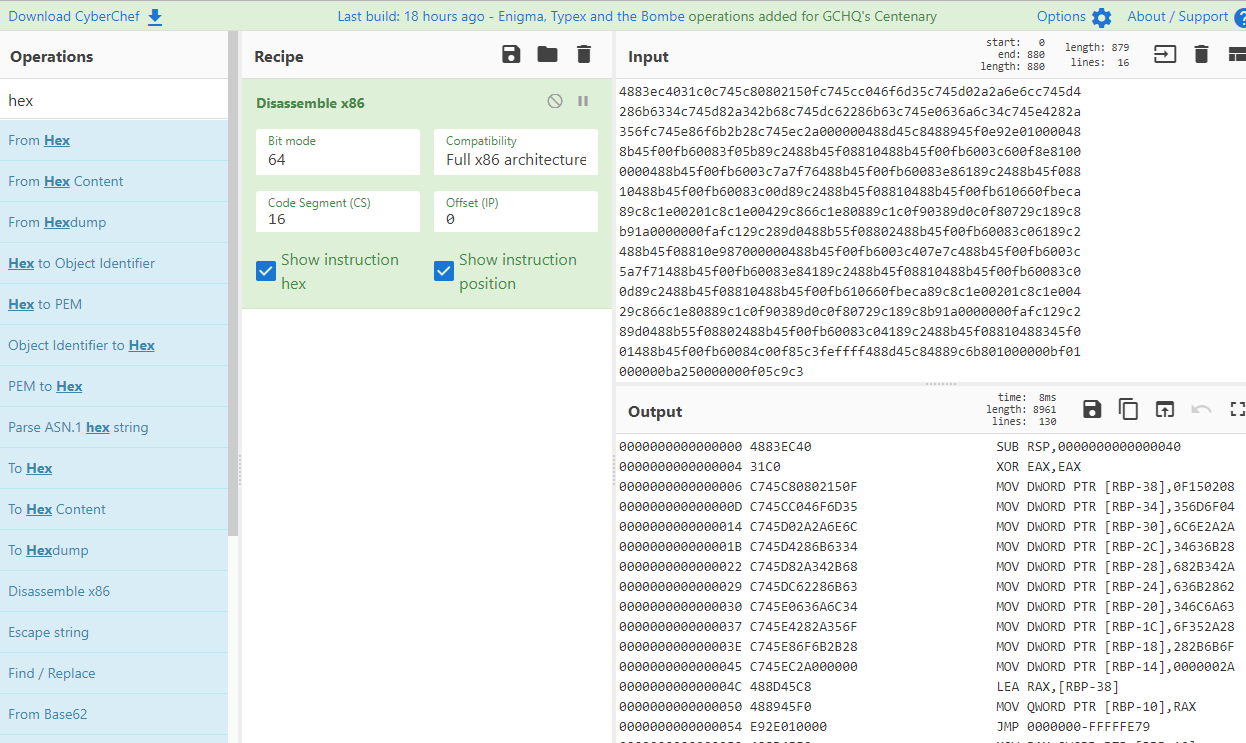 Download CyberChef
Last build: 18 hours ago - Enigma, Typex and the Bombe operations added for GCHQ's Centenary
Options
About / Support
Operations
hex
From Hex
From Hex Content
From Hexdump
Hex to Object Identifier
Hex to PEM
Object Identifier to Hex
PEM to Hex
Parse ASN.1 hex string
To Hex
To Hex Content
To Hexdump
Disassemble x86
Escape string
Find / Replace
From Base62
Recipe
Disassemble x86
Bit mode
64
Compatibility
Full x86 architecture
Code Segment (CS)
16
Offset (IP)
0
Show instruction hex
Show instruction position
Input
start: 0
end: 880
length: 880
length: 879
lines: 16
4883ec4031c0c745c80802150fc745cc046f6d35c745d02a2a6e6cc745d4
286b6334c745d82a342b68c745dc62286b63c745e0636a6c34c745e4282a
356fc745e86f6b2b28c745ec2a000000488d45c8488945f0e92e01000048
8b45f00fb60083f05b89c2488b45f08810488b45f00fb6003c600f8e8100
0000488b45f00fb6003c7a7f76488b45f00fb60083e86189c2488b45f088
10488b45f00fb60083c00d89c2488b45f08810488b45f00fb610660fbeca
89c8c1e00201c8c1e00429c866c1e80889c1c0f90389d0c0f80729c189c8
b91a0000000fafc129c289d0488b55f08802488b45f00fb60083c06189c2
488b45f08810e987000000488b45f00fb6003c407e7c488b45f00fb6003c
5a7f71488b45f00fb60083e84189c2488b45f08810488b45f00fb60083c0
0d89c2488b45f08810488b45f00fb610660fbeca89c8c1e00201c8c1e004
29c866c1e80889c1c0f90389d0c0f80729c189c8b91a0000000fafc129c2
89d0488b55f08802488b45f00fb60083c04189c2488b45f08810488345f0
01488b45f00fb60084c00f85c3feffff488d45c84889c6b801000000bf01
000000ba250000000f05c9c3
Output
time: 8ms
length: 8961
lines: 130
0000000000000000 4883EC40 SUB RSP,0000000000000040
0000000000000004 31C0 XOR EAX,EAX
0000000000000006 C745C80802150F MOV DWORD PTR [RBP-38],0F150208
000000000000000D C745CC046F6D35 MOV DWORD PTR [RBP-34],356D6F04
0000000000000014 C745D02A2A6E6C MOV DWORD PTR [RBP-30],6C6E2A2A
000000000000001B C745D4286B6334 MOV DWORD PTR [RBP-2C],34636B28
0000000000000022 C745D82A342B68 MOV DWORD PTR [RBP-28],682B342A
0000000000000029 C745DC62286B63 MOV DWORD PTR [RBP-24],636B2862
0000000000000030 C745E0636A6C34 MOV DWORD PTR [RBP-20],346C6A63
0000000000000037 C745E4282A356F MOV DWORD PTR [RBP-1C],6F352A28
000000000000003E C745E86F6B2B28 MOV DWORD PTR [RBP-18],282B6B6F
0000000000000045 C745EC2A000000 MOV DWORD PTR [RBP-14],0000002A
000000000000004C 488D45C8 LEA RAX,[RBP-38]
0000000000000050 488945F0 MOV QWORD PTR [RBP-10],RAX
0000000000000054 E92E010000 JMP 0000000-FFFFFE79